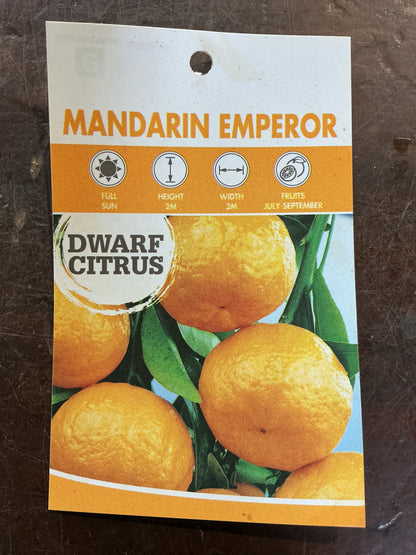 MANDARIN EMPEROR
FULL
SUN
HEIGHT
2M
WIDTH
2M
FRUITS
JULY-SEPTEMBER
DWARF
CITRUS